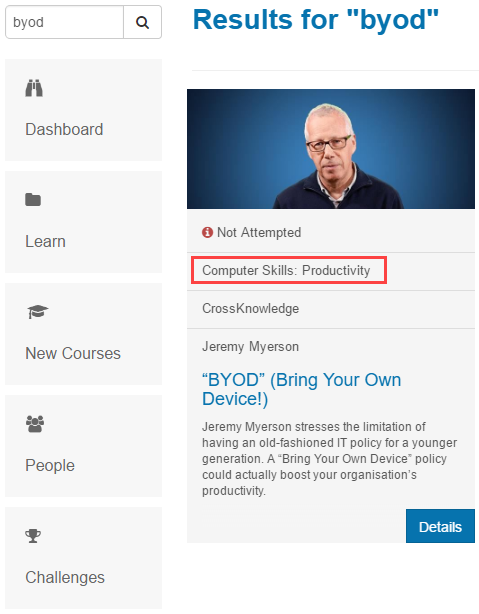 byod
Results for "byod"
Dashboard
Learn
New Courses
People
Challenges
Not Attempted
Computer Skills: Productivity
CrossKnowledge
Jeremy Myerson
“BYOD” (Bring Your Own
Device!)
Jeremy Myerson stresses the limitation of
having an old-fashioned IT policy for a younger
generation. A “Bring Your Own Device” policy
could actually boost your organisation’s
productivity.
Details